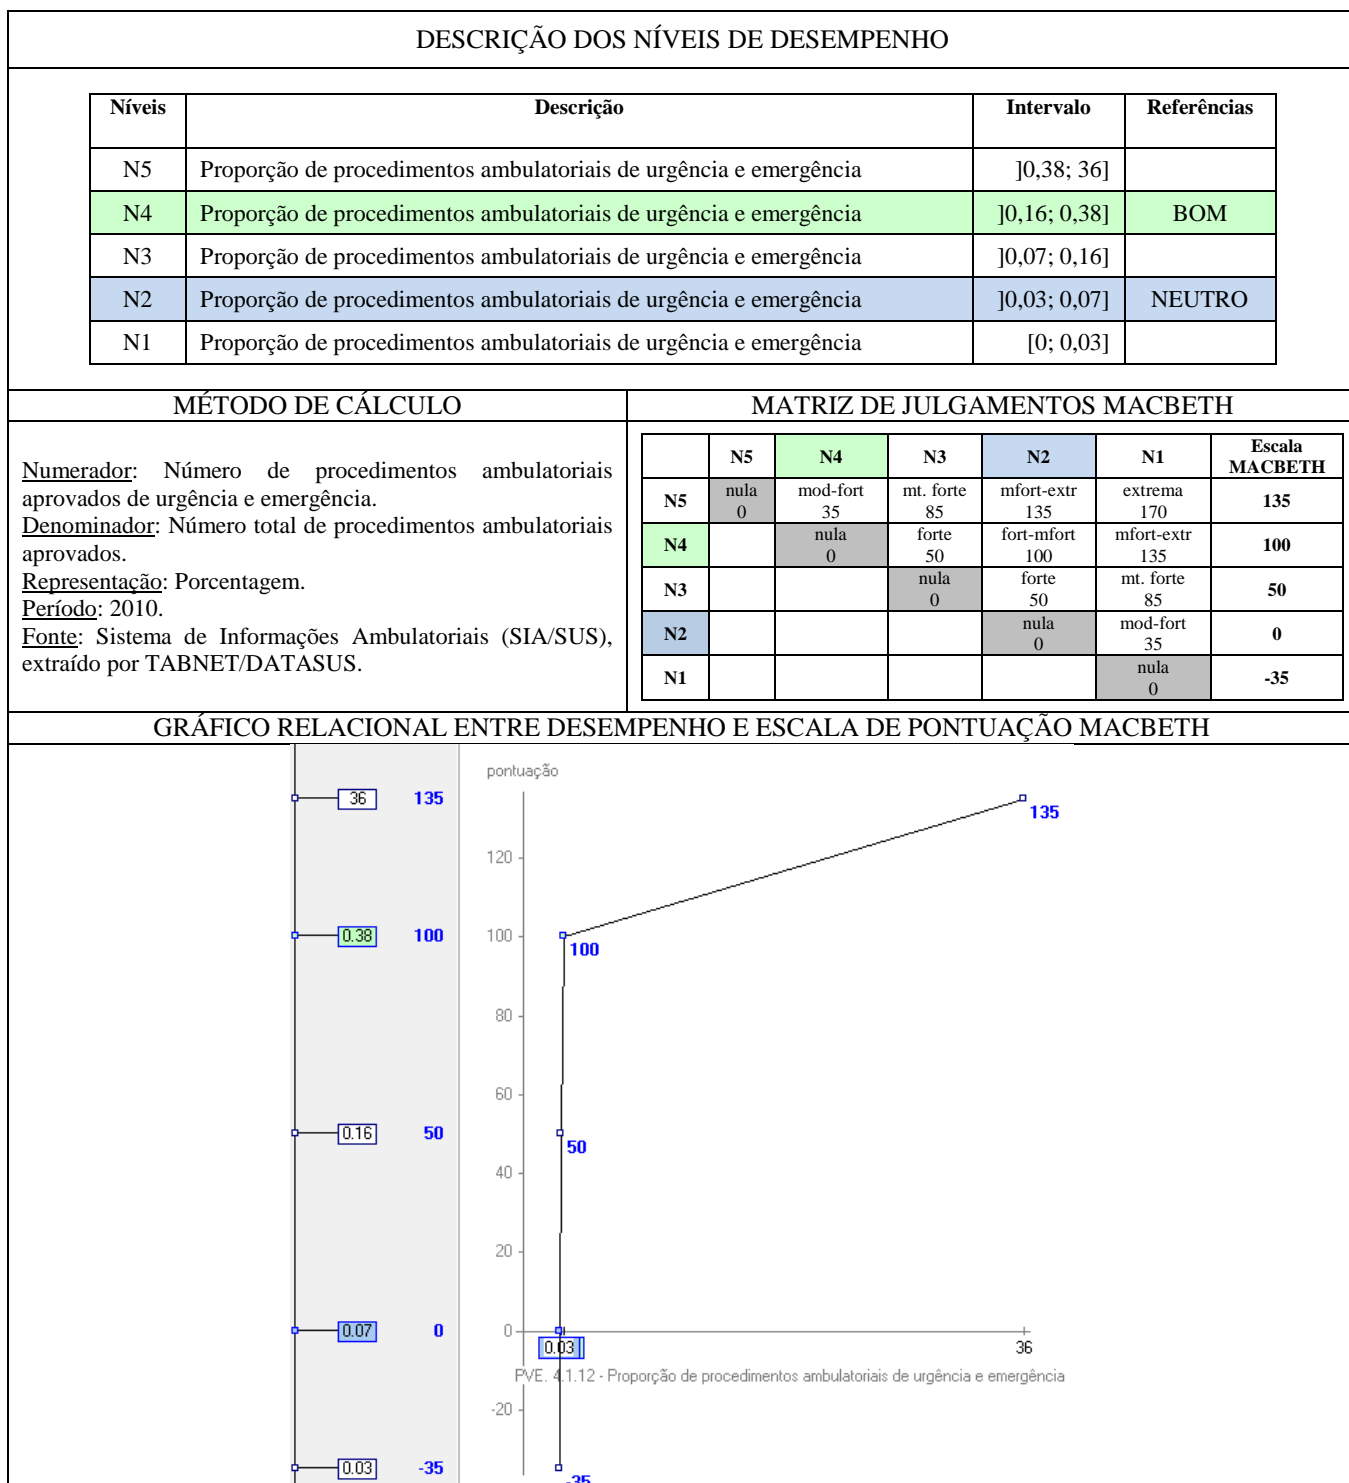 DESCRIÇÃO DOS NÍVEIS DE DESEMPENHO
Níveis Descrição Intervalo Referências
N5 Proporção de procedimentos ambulatoriais de urgência e emergência ]0,38; 36]
N4 Proporção de procedimentos ambulatoriais de urgência e emergência ]0,16; 0,38] BOM
N3 Proporção de procedimentos ambulatoriais de urgência e emergência ]0,07; 0,16]
N2 Proporção de procedimentos ambulatoriais de urgência e emergência ]0,03; 0,07] NEUTRO
N1 Proporção de procedimentos ambulatoriais de urgência e emergência [0; 0,03]
MÉTODO DE CÁLCULO
Numerador: Número de procedimentos ambulatoriais
aprovados de urgência e emergência.
Denominador: Número total de procedimentos ambulatoriais
aprovados.
Representação: Porcentagem.
Período: 2010.
Fonte: Sistema de Informações Ambulatoriais (SIA/SUS),
extraído por TABNET/DATASUS.
MATRIZ DE JULGAMENTOS MACBETH
N5 N4 N3 N2 N1 Escala
MACBETH
N5 nula mod-fort mt. forte mfort-extr extrema 135
0 35 85 135 170
N4 nula forte fort-mfort mfort-extr 100
0 50 100 135
N3 nula forte mt. forte 50
0 50 85
N2 nula mod-fort 0
0 35
N1 nula -35
0
GRÁFICO RELACIONAL ENTRE DESEMPENHO E ESCALA DE PONTUAÇÃO MACBETH
36 135
0.38 100
0.16 50
0.07 0
0.03 -35
pontuação
135
120
100
100
80
60
50
40
20
0
0.03 36
PVE. 4.1.12 - Proporção de procedimentos ambulatoriais de urgência e emergência
-20
-35